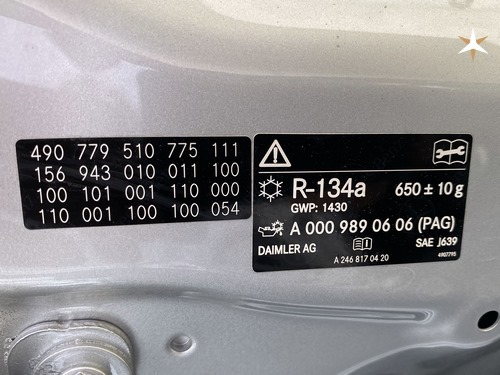 490 779 510 775 111
156 943 010 011 100
100 101 001 110 000
110 001 100 100 054
R-134a 650 ± 10 g
GWP: 1430
A 000 989 06 06 (PAG)
DAIMLER AG SAE J639
A 246 817 04 20 4907795